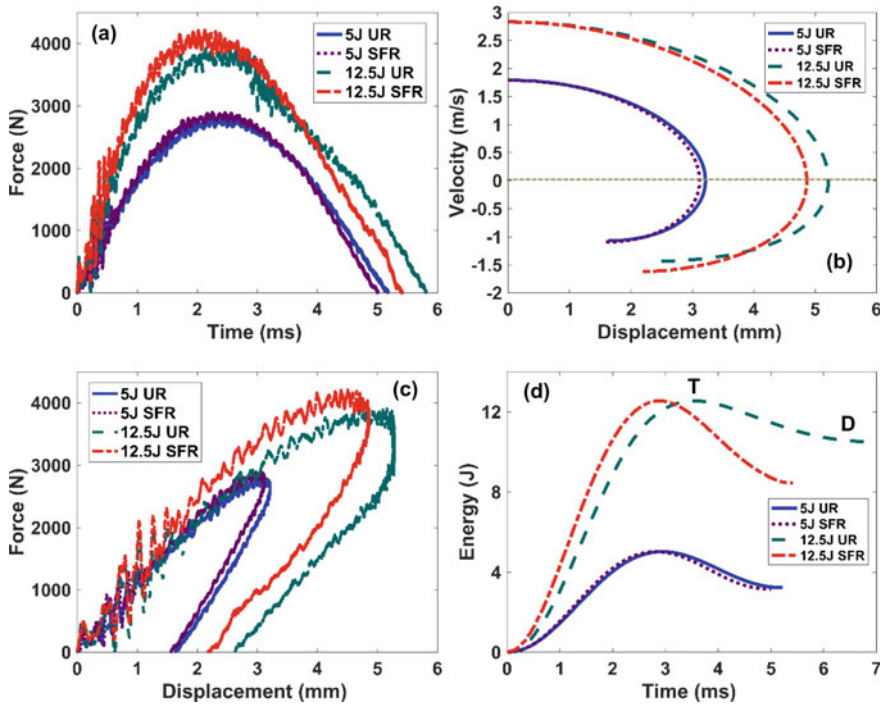 (a)
5J UR
5J SFR
12.5J UR
12.5J SFR
4000
3000
2000
1000
0
Force (N)
0 1 2 3 4 5 6
Time (ms)
3
2.5
2
1.5
1
0.5
0
-0.5
-1
-1.5
-2
Velocity (m/s)
5J UR
5J SFR
12.5J UR
12.5J SFR
(b)
0 1 2 3 4 5 6
Displacement (mm)
5J UR
5J SFR
12.5J UR
12.5J SFR
(c)
4000
3000
2000
1000
0
Force (N)
0 1 2 3 4 5 6
Displacement (mm)
(d)
T
D
12
8
4
0
Energy (J)
5J UR
5J SFR
12.5J UR
12.5J SFR
0 1 2 3 4 5 6 7
Time (ms)